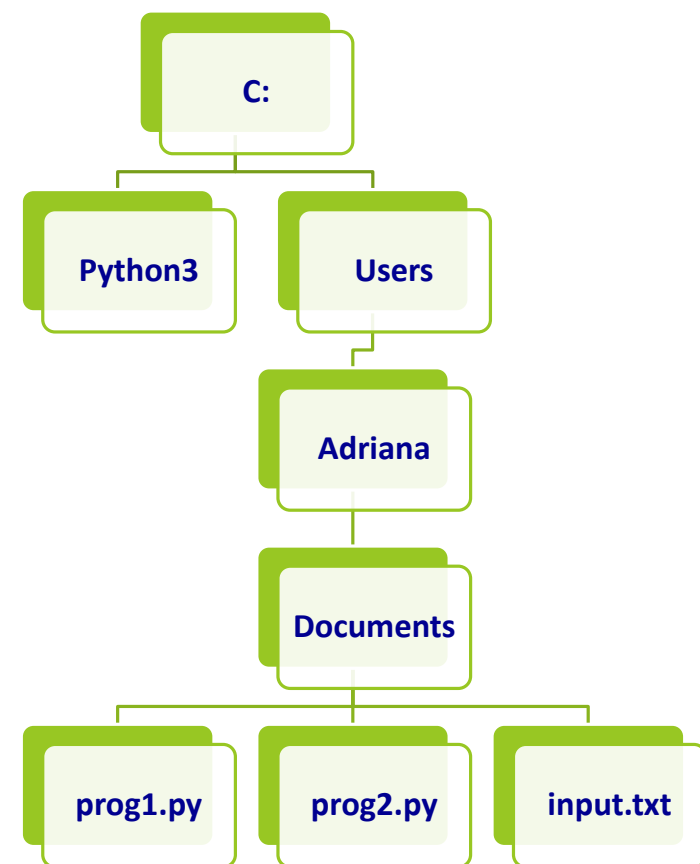 C:
Python3
Users
Adriana
Documents
prog1.py
prog2.py
input.txt